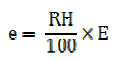 e = RH/100 × E